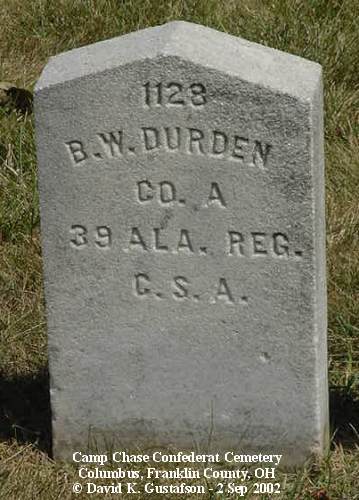 1128
B.W. DURDEN
CO. A
39 ALA. REG.
C.S.A.
Camp Chase Confederat Cemetery
Columbus, Franklin County, OH
© David K. Gustafson - 2 Sep 2002